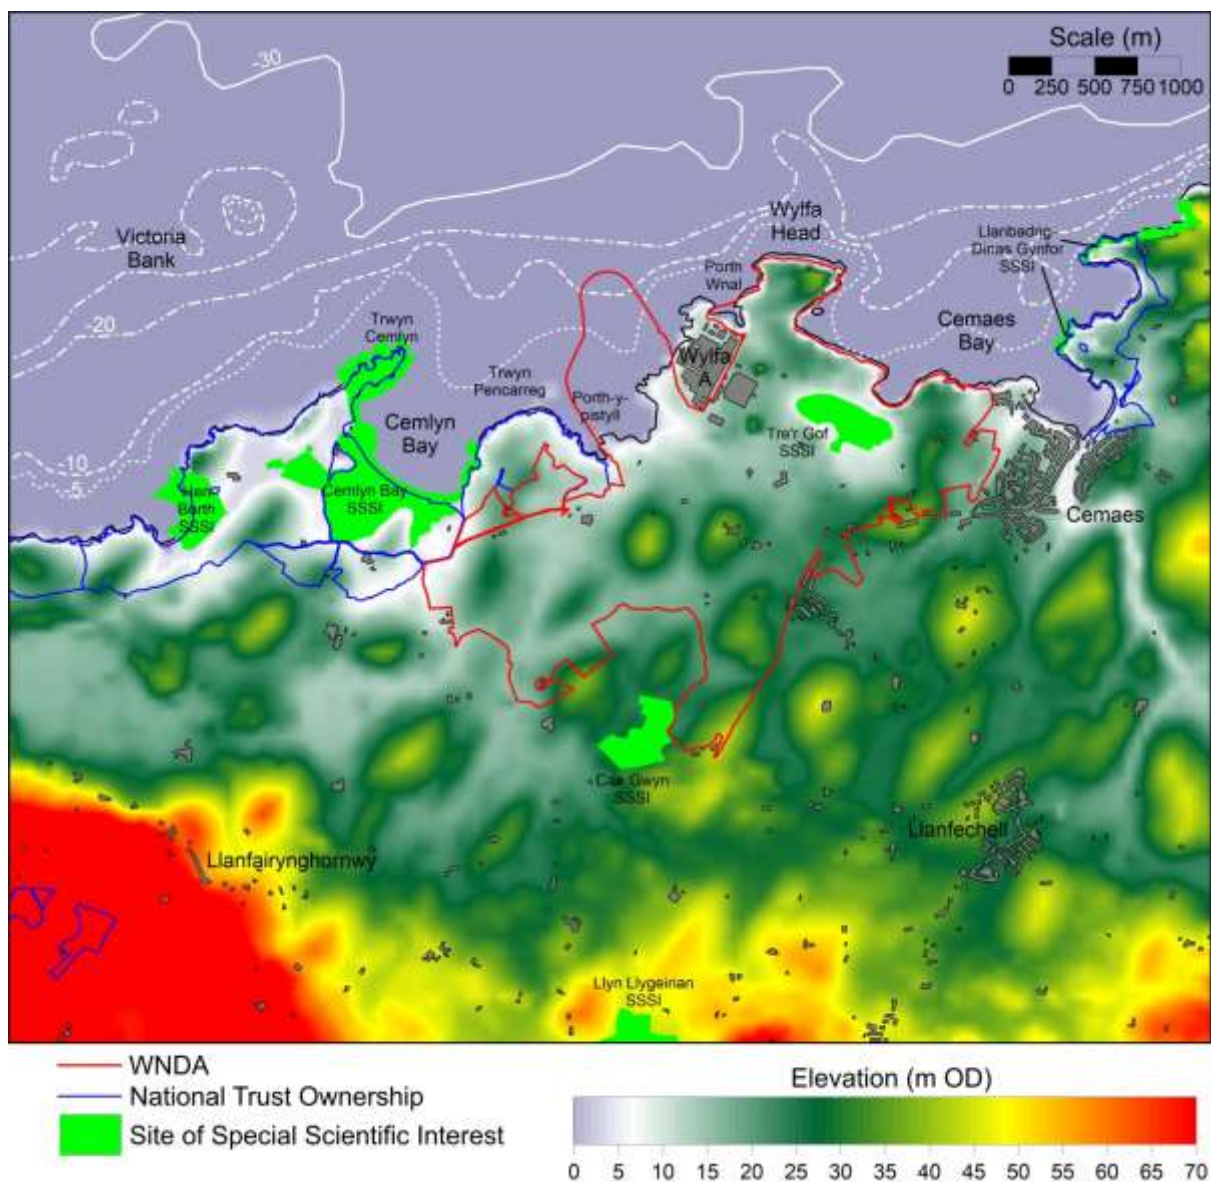 Scale (m)
0 250 500 750 1000
-30
Wylfa
Head
Victoria
Bank
Llanbadrig-
Dinas Gynfor
SSSI
Porth
Wnal
-20
Trwyn
Cemlyn
Cemaes
Bay
Wylfa
A
Trwyn
Pencarreg
Porth-y-
pistyll
Cemlyn
Bay
Tre'r Gof
SSSI
-10
-5
Cemlyn Bay
SSSI
Borth
SSSI
Cemaes
Cae Gwyn
SSSI
Llanfechell
Llanfairynghornwy
Llyn Llygeirian
SSSI
WNDA
National Trust Ownership
Site of Special Scientific Interest
Elevation (m OD)
0 5 10 15 20 25 30 35 40 45 50 55 60 65 70